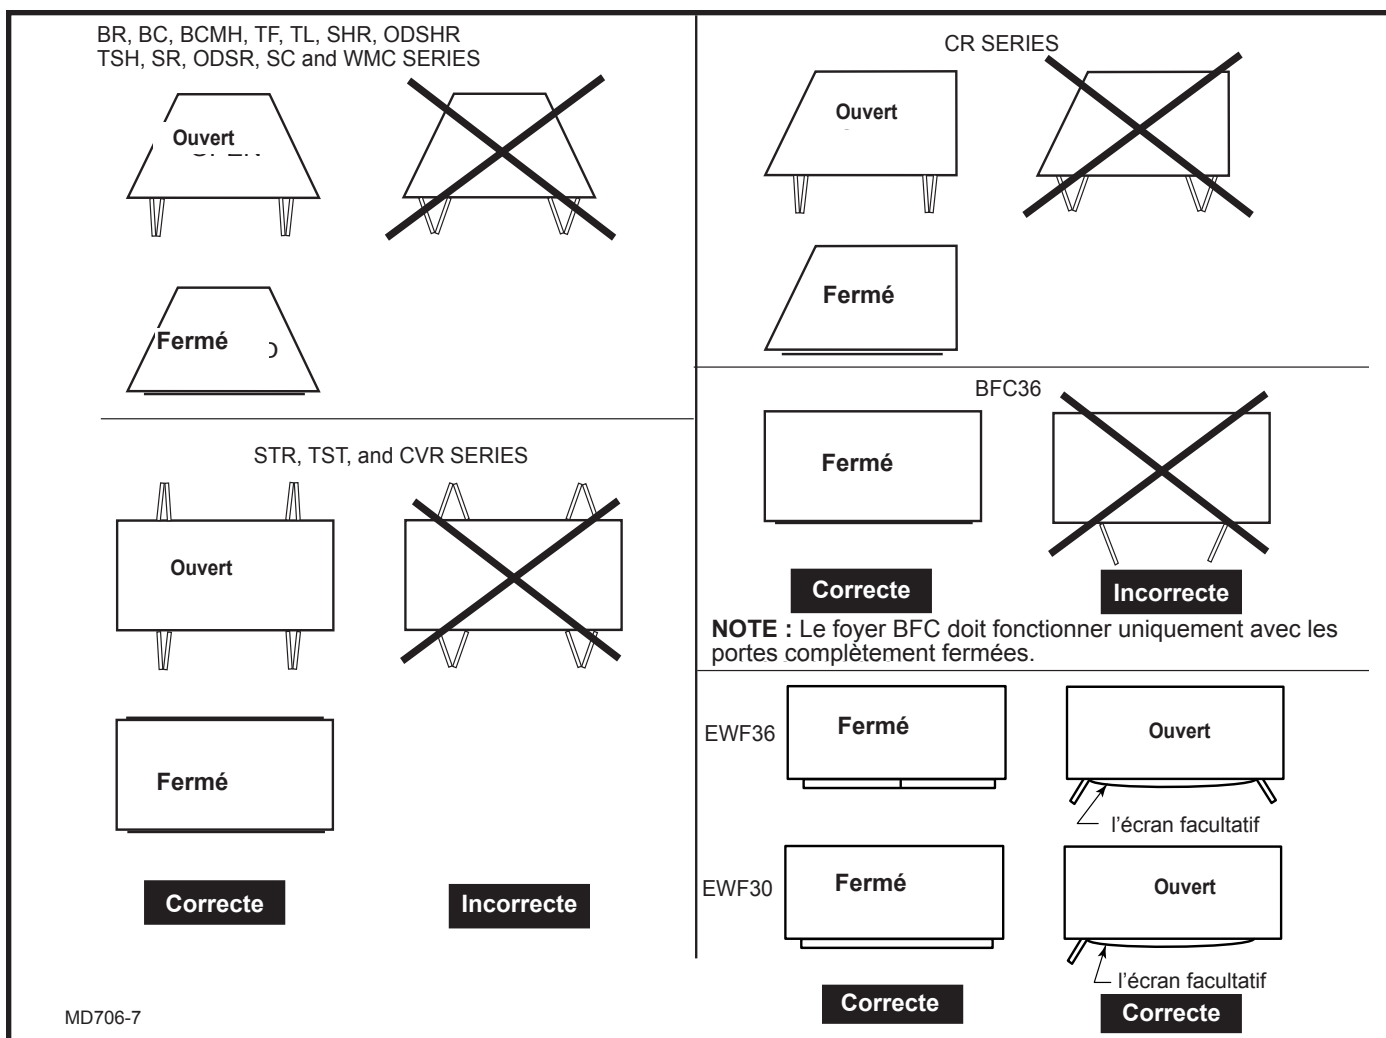 BR, BC, BCMH, TF, TL, SHR, ODSHR
TSH, SR, ODSR, SC and WMC SERIES
Ouvert
Fermé
STR, TST, and CVR SERIES
Ouvert
Fermé
Correcte
Incorrecte
MD706-7
CR SERIES
Ouvert
Fermé
BFC36
Fermé
Correcte
Incorrecte
NOTE : Le foyer BFC doit fonctionner uniquement avec les
portes complètement fermées.
EWF36
Fermé
Ouvert
l'écran facultatif
EWF30
Fermé
Ouvert
l'écran facultatif
Correcte
Correcte